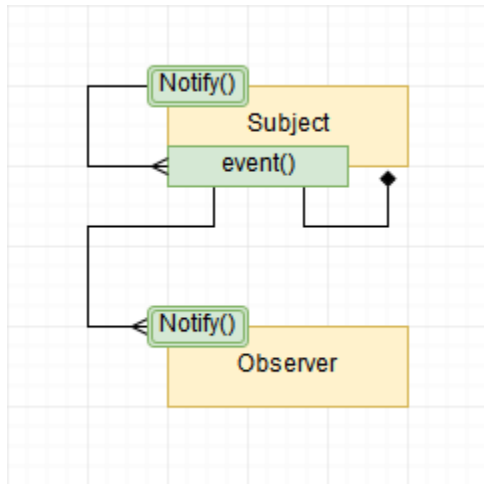 Notify()
Subject
event()
Notify()
Observer